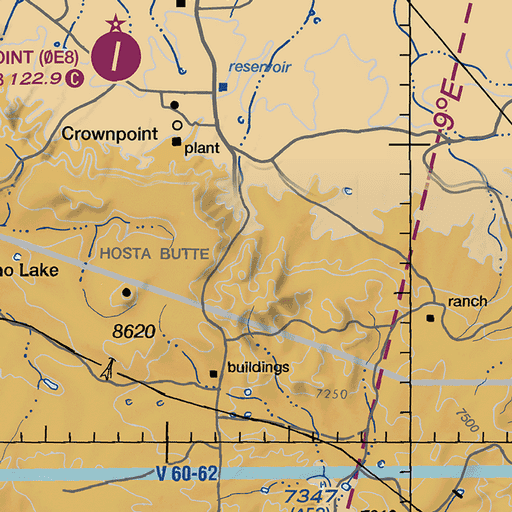 OINT (ØE8)
122.9 C
reservoir
9°E
Crownpoint
plant
HOSTA BUTTE
Lake
ranch
8620
buildings
7250
7500
V 60-62
H
7347